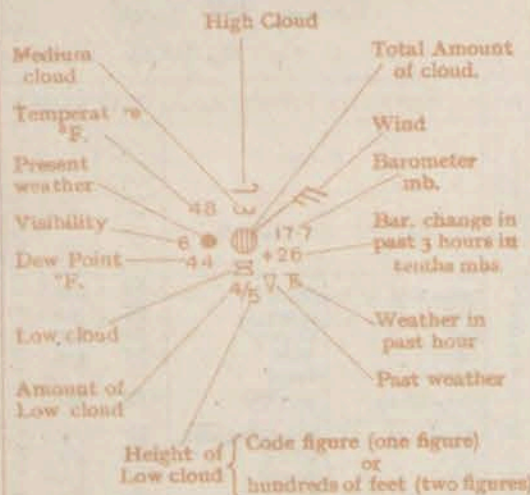 High Cloud
Medium
cloud
Total Amount
of cloud.
Temperat
°F.
Wind
Present
weather
Barometer
mb.
48
Visibility
6
17·7
Bar. change in
past 3 hours in
tenths mbs.
+26
Dew Point
°F.
44
4/5
Low cloud
Weather in
past hour
Amount of
Low cloud
Past weather
Height of
Low cloud
Code figure (one figure)
or
hundreds of feet (two figures